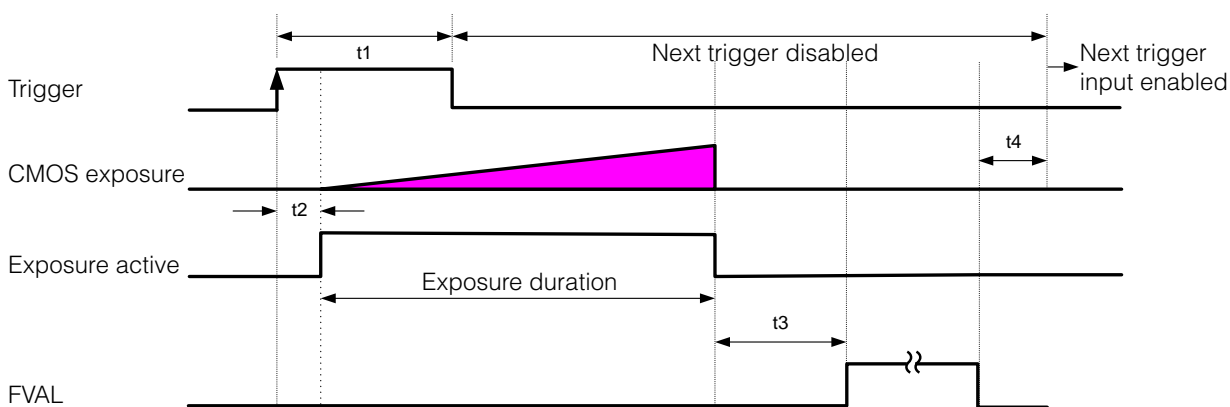 t1
Next trigger disabled
Next trigger
input enabled
Trigger
t4
CMOS exposure
t2
Exposure active
Exposure duration
t3
FVAL